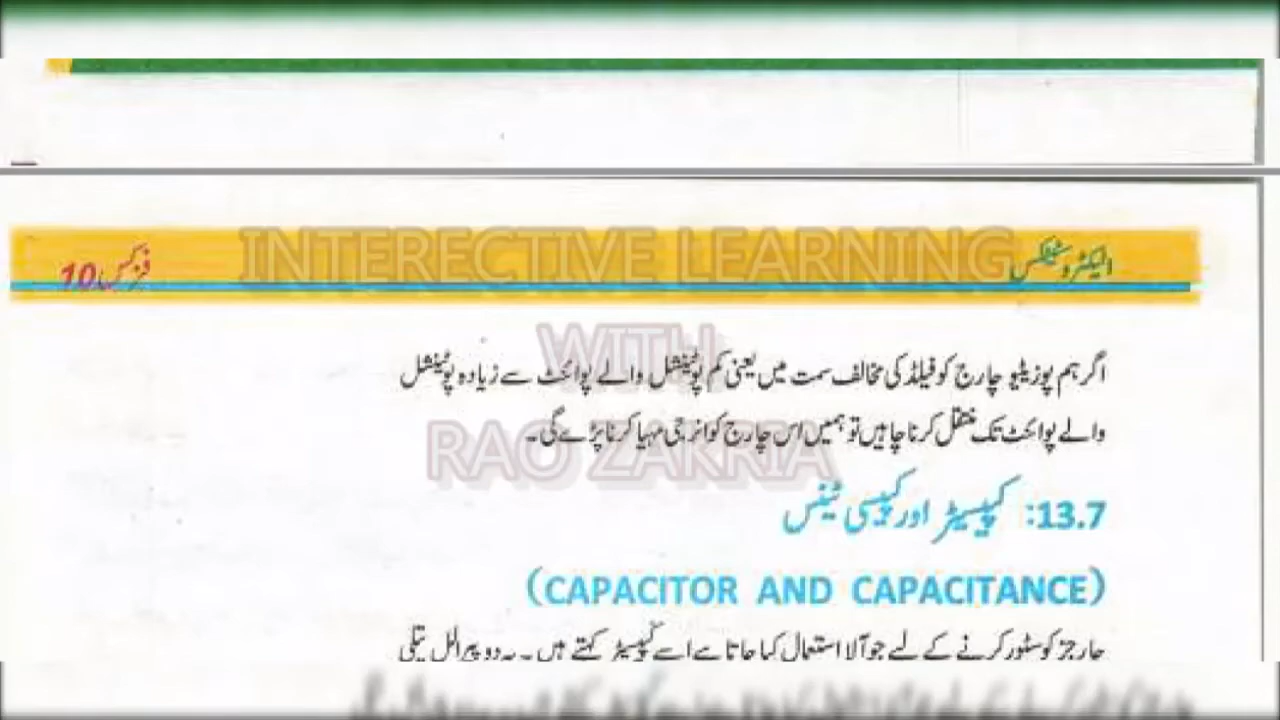 الیکٹروسٹیٹکس
فزکس 10
INTERECTIVE LEARNING
WITH
RAO ZAKRIA
اگر ہم پوزیٹیو چارج کو فیلڈ کی مخالف سمت میں یعنی کم پوٹینشل والے پوائنٹ سے زیادہ پوٹینشل
والے پوائنٹ تک منتقل کرنا چاہیں تو ہمیں اس چارج کو انرجی مہیا کرنا پڑے گی۔
13.7: کپیسیٹر اور کپیسی ٹینس
(CAPACITOR AND CAPACITANCE)
چارجز کو سٹور کرنے کے لیے جو آلا استعمال کیا جاتا ہے اسے کپیسیٹر کہتے ہیں۔ یہ دو پیرالل پتلی